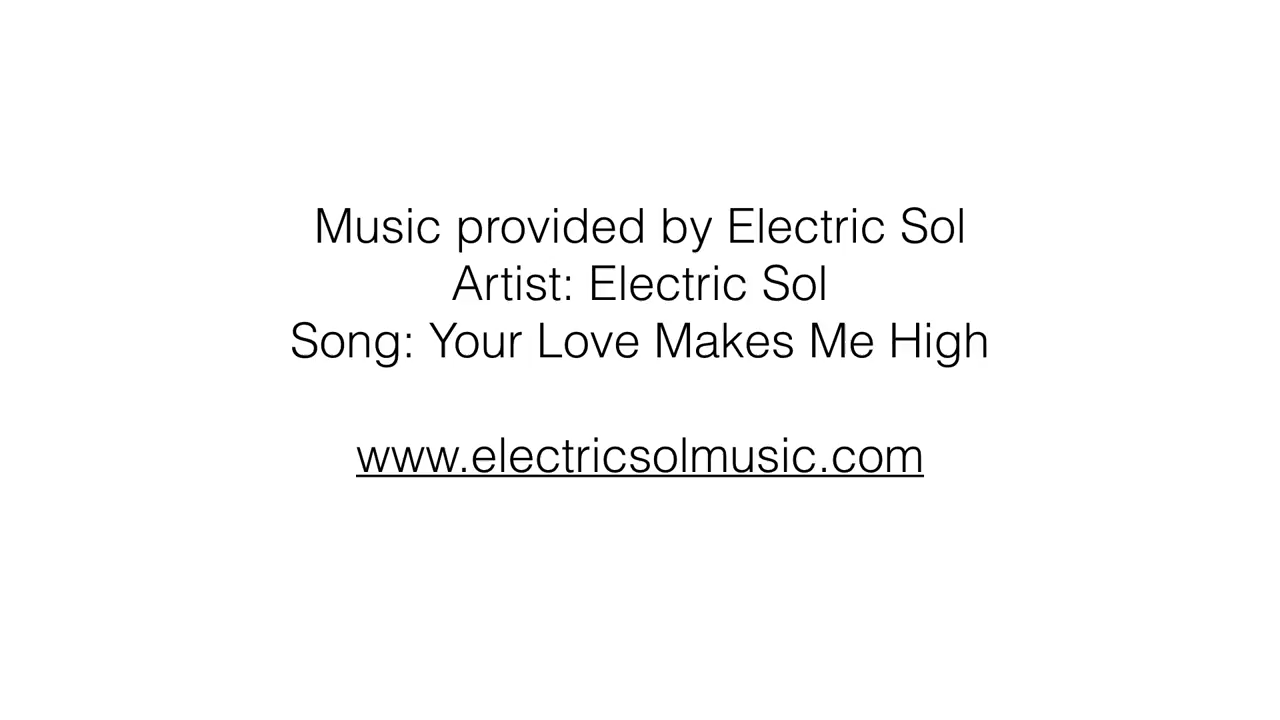 Music provided by Electric Sol
Artist: Electric Sol
Song: Your Love Makes Me High
www.electricsolmusic.com